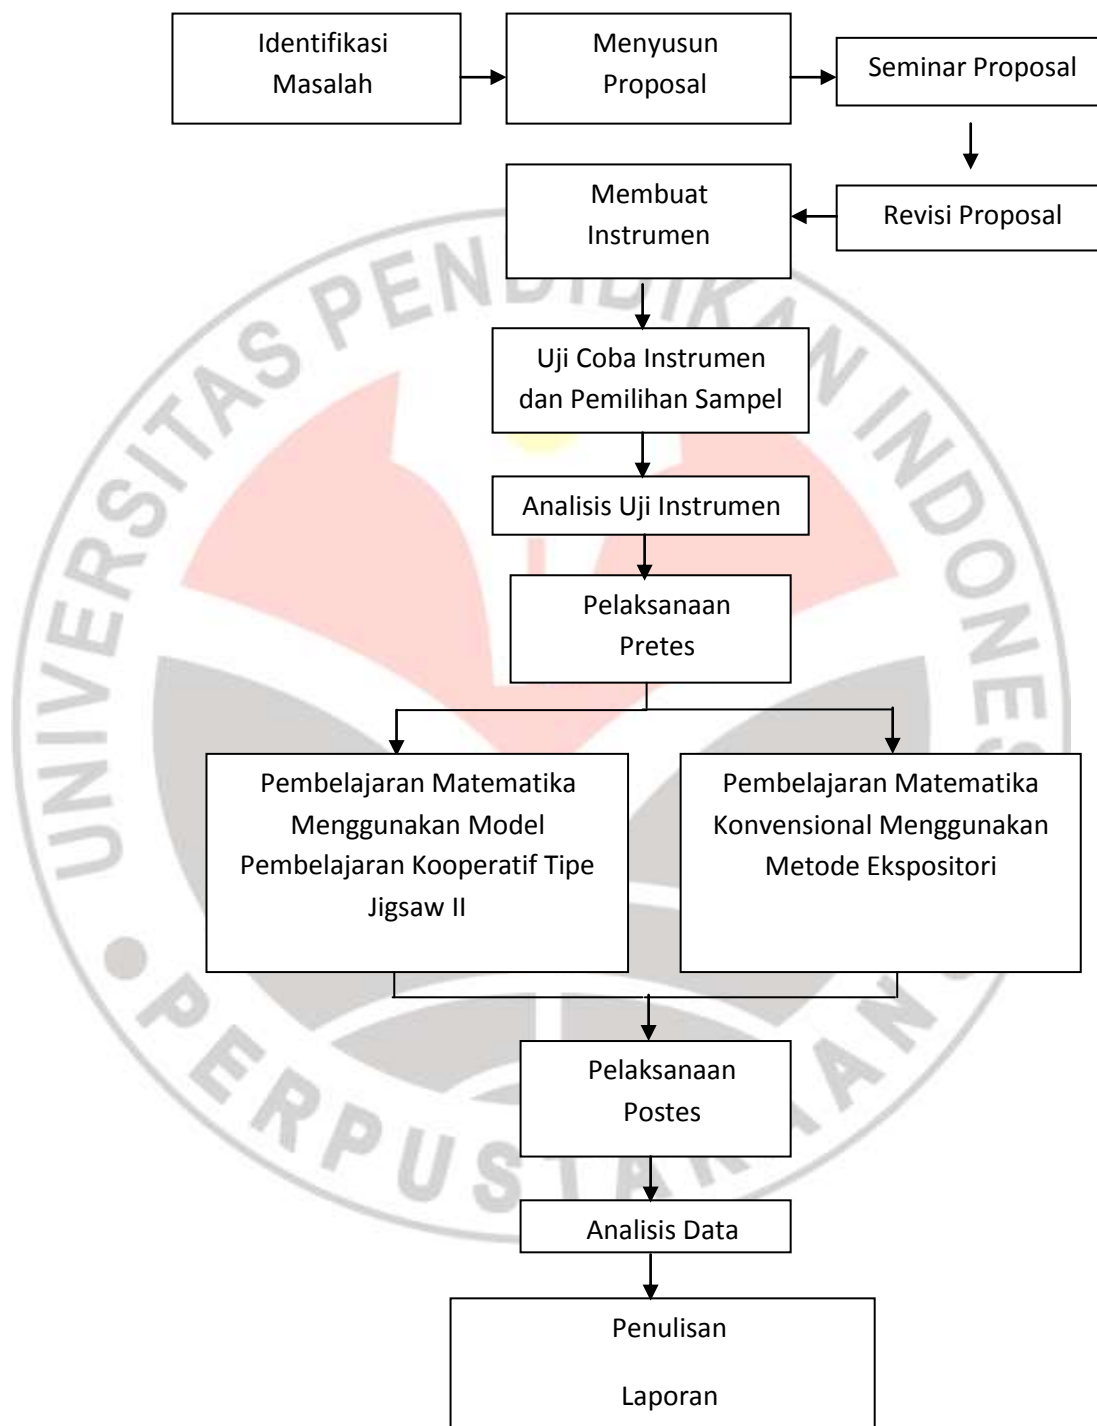 Identifikasi
Masalah
Menyusun
Proposal
Seminar Proposal
Membuat
Instrumen
Revisi Proposal
Uji Coba Instrumen
dan Pemilihan Sampel
Analisis Uji Instrumen
Pelaksanaan
Pretes
Pembelajaran Matematika
Menggunakan Model
Pembelajaran Kooperatif Tipe
Jigsaw II
Pembelajaran Matematika
Konvensional Menggunakan
Metode Ekspositori
Pelaksanaan
Postes
Analisis Data
Penulisan
Laporan
UNIVERSITAS PENDIDIKAN INDONESIA
PERPUSTAKAAN